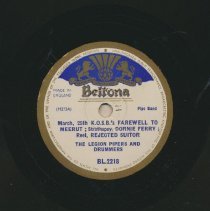 MADE IN
ENGLAND
Beltona
(M273A)
Pipe Band
March, 25th K.O.S.B.'s FAREWELL TO
MEERUT ; Strathspey, DORNIE FERRY
Reel, REJECTED SUITOR
THE LEGION PIPERS AND
DRUMMERS
BL.2218